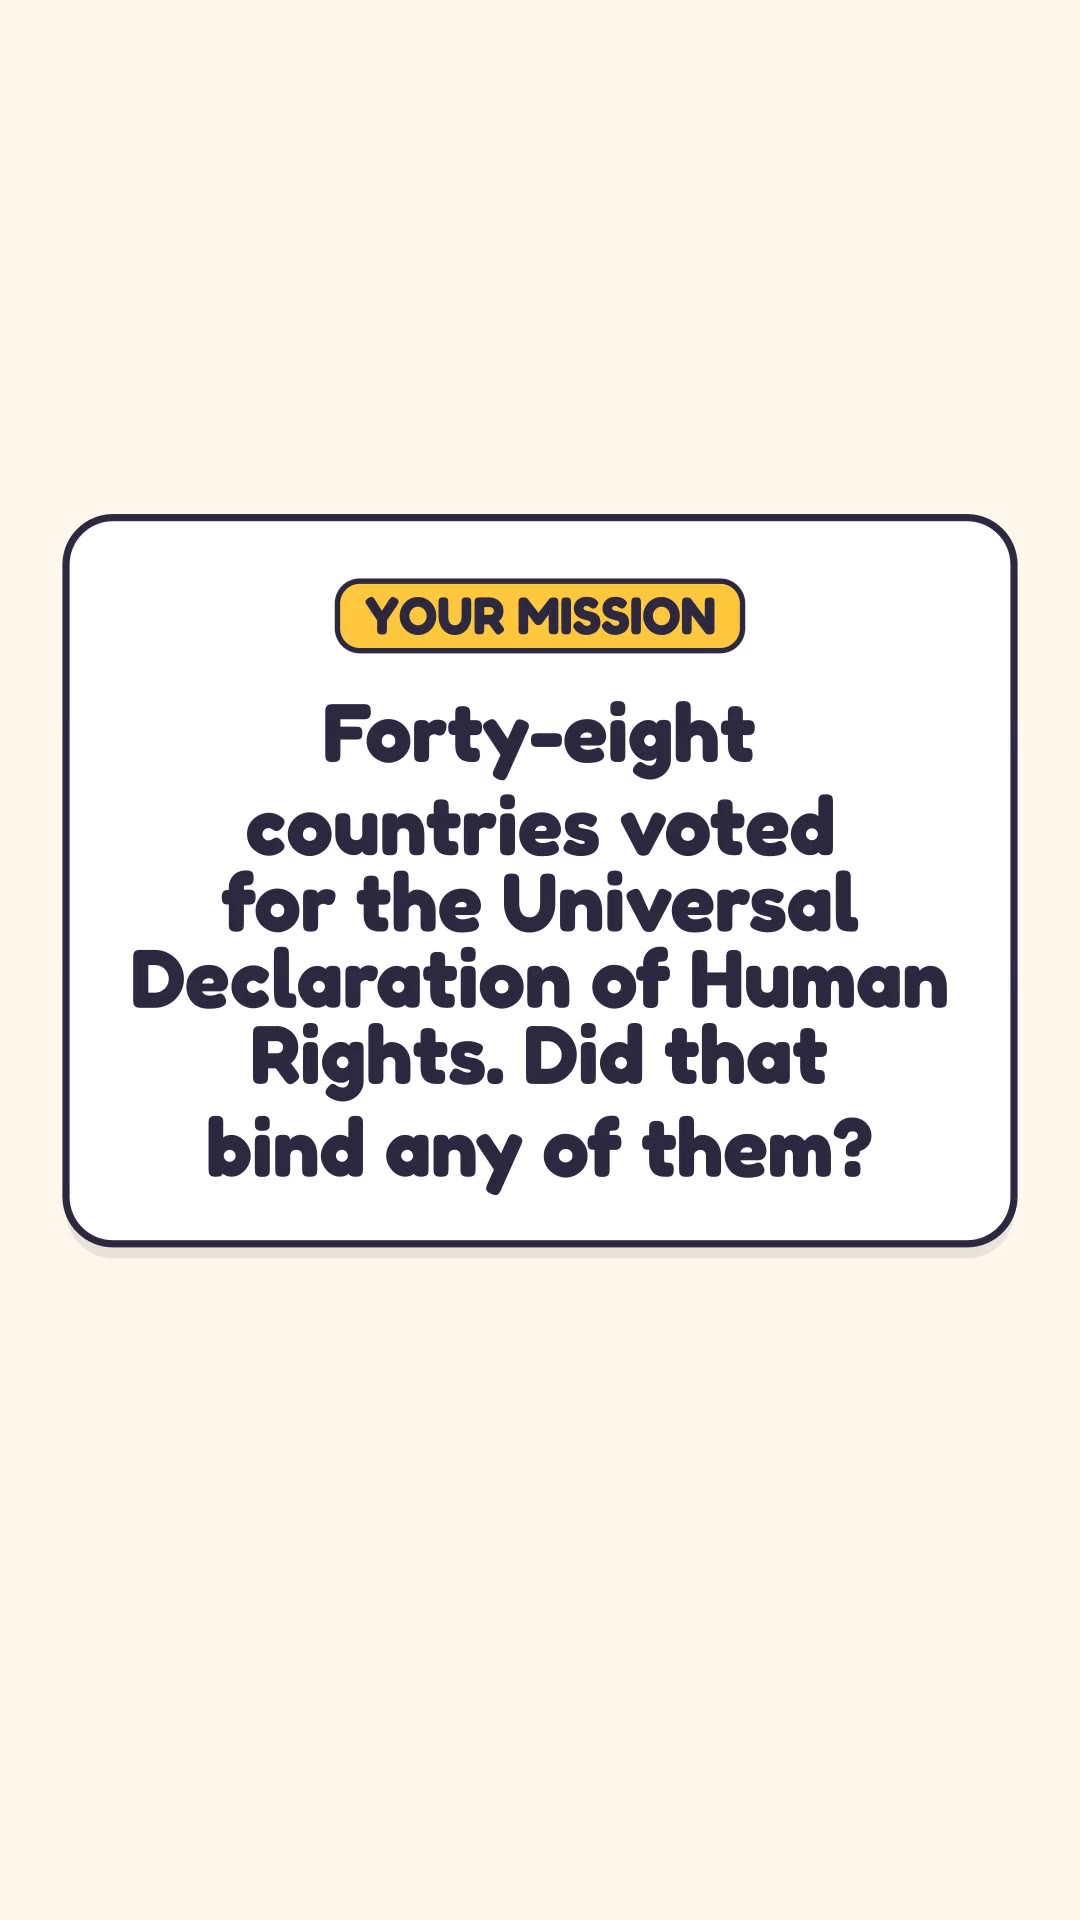 YOUR MISSION
Forty-eight
countries voted
for the Universal
Declaration of Human
Rights. Did that
bind any of them?